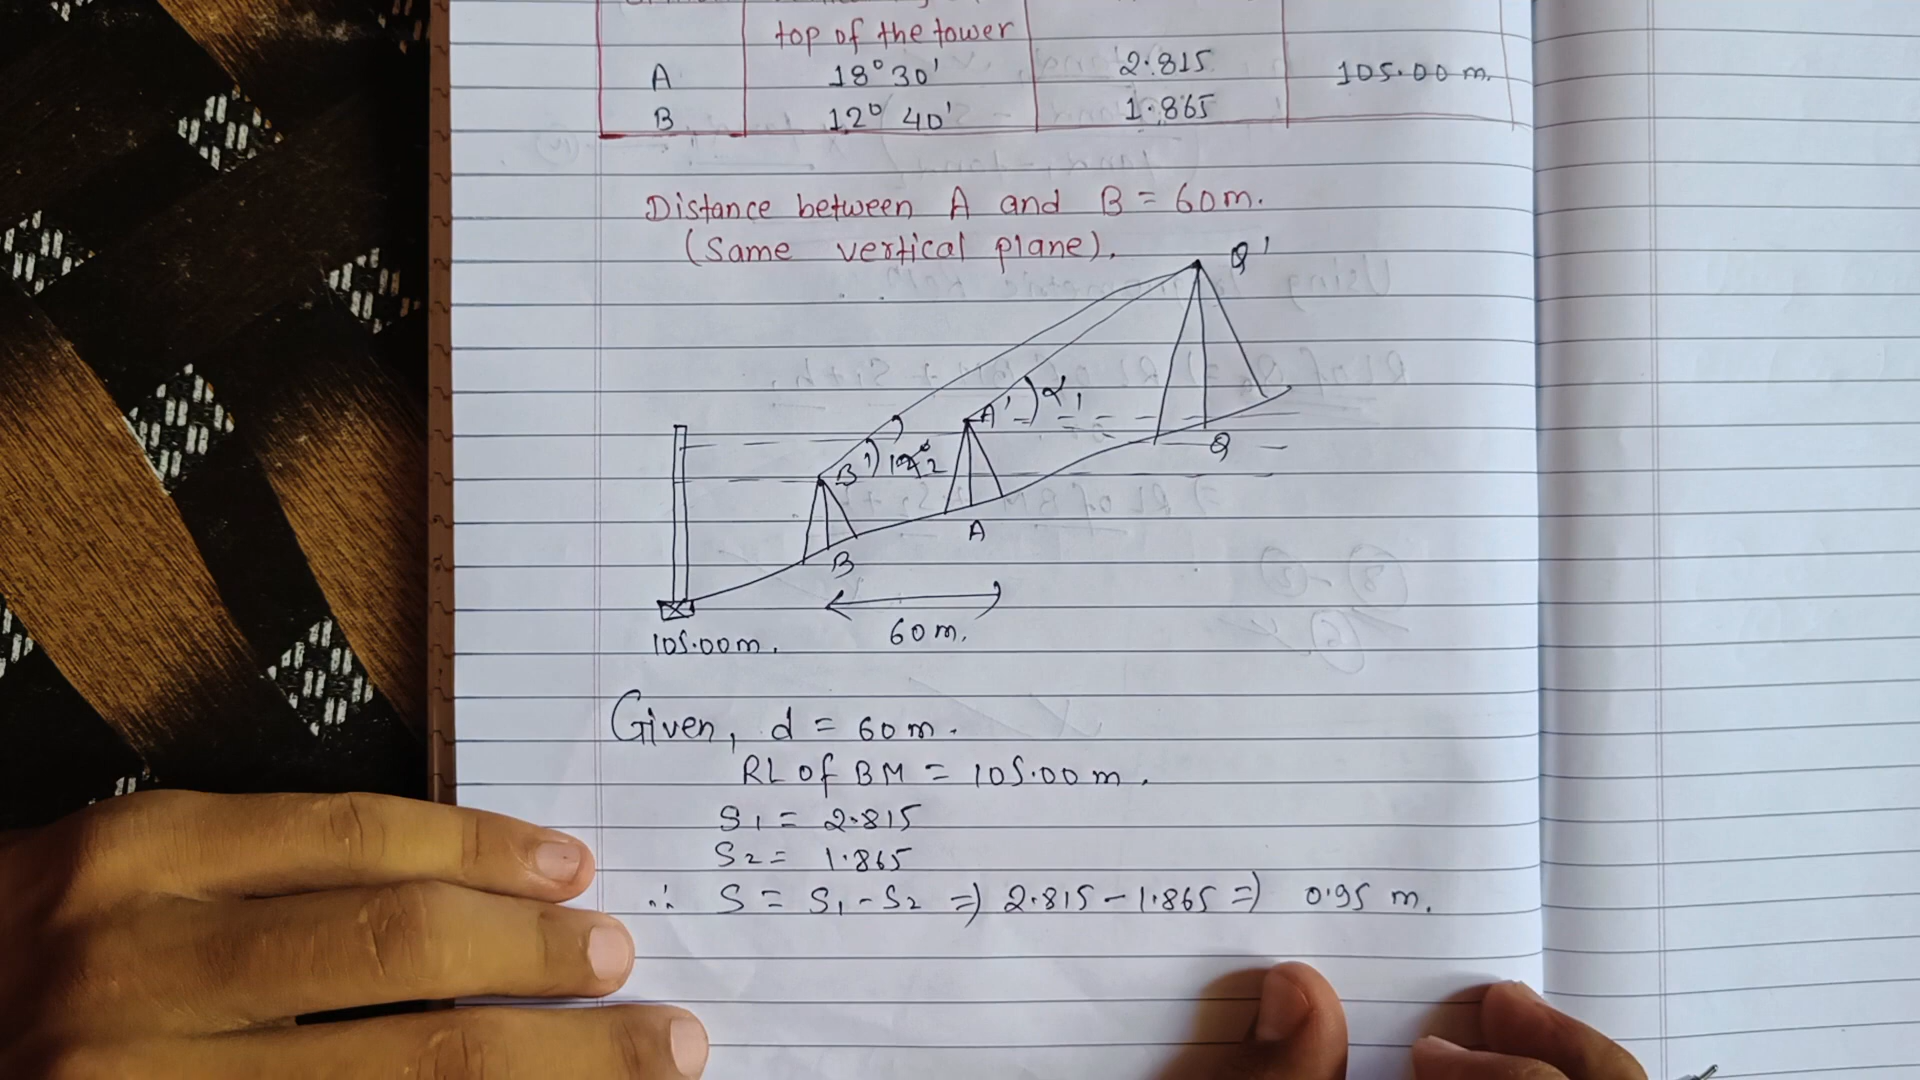 top of the tower
A 18°30' 2.815 105.00 m.
B 12° 40' 1.865
Distance between A and B = 60m.
(Same vertical plane).
Q'
A' α1
B' α2
Q
A
B
60 m.
105.00m.
Given, d = 60 m.
RL of BM = 105.00 m.
S1 = 2.815
S2 = 1.865
∴ S = S1 - S2 => 2.815 - 1.865 => 0.95 m.